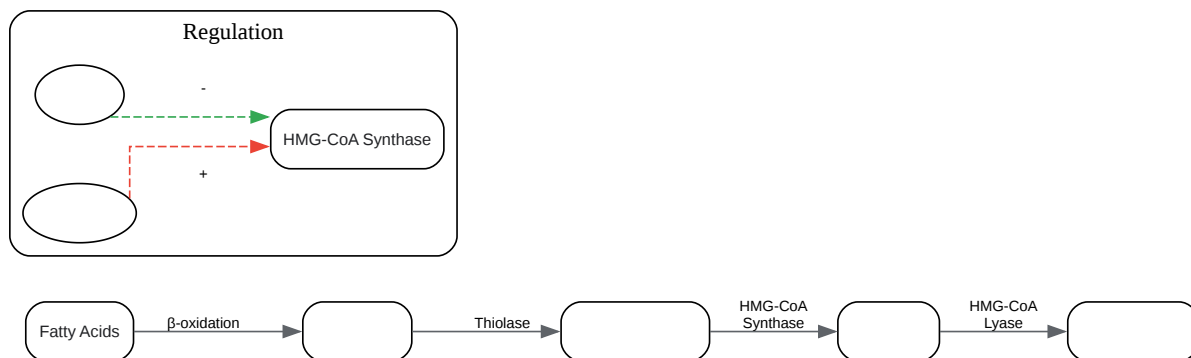 Regulation
-
HMG-CoA Synthase
+
Fatty Acids
β-oxidation
Thiolase
HMG-CoA
Synthase
HMG-CoA
Lyase